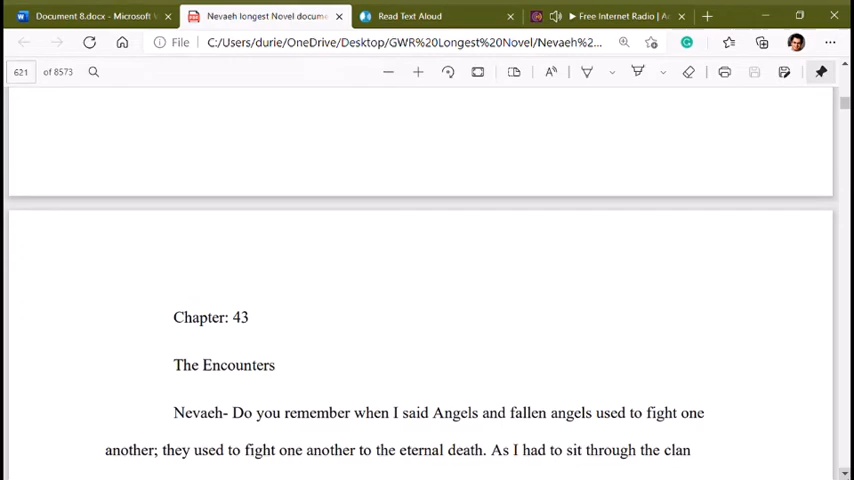 Document 8.docx - Microsoft W
Nevaeh longest Novel docume
Read Text Aloud
Free Internet Radio | A
File
C:/Users/durie/OneDrive/Desktop/GWR%20Longest%20Novel/Nevaeh%2...
621 of 8573
Chapter: 43
The Encounters
Nevaeh- Do you remember when I said Angels and fallen angels used to fight one
another; they used to fight one another to the eternal death. As I had to sit through the clan